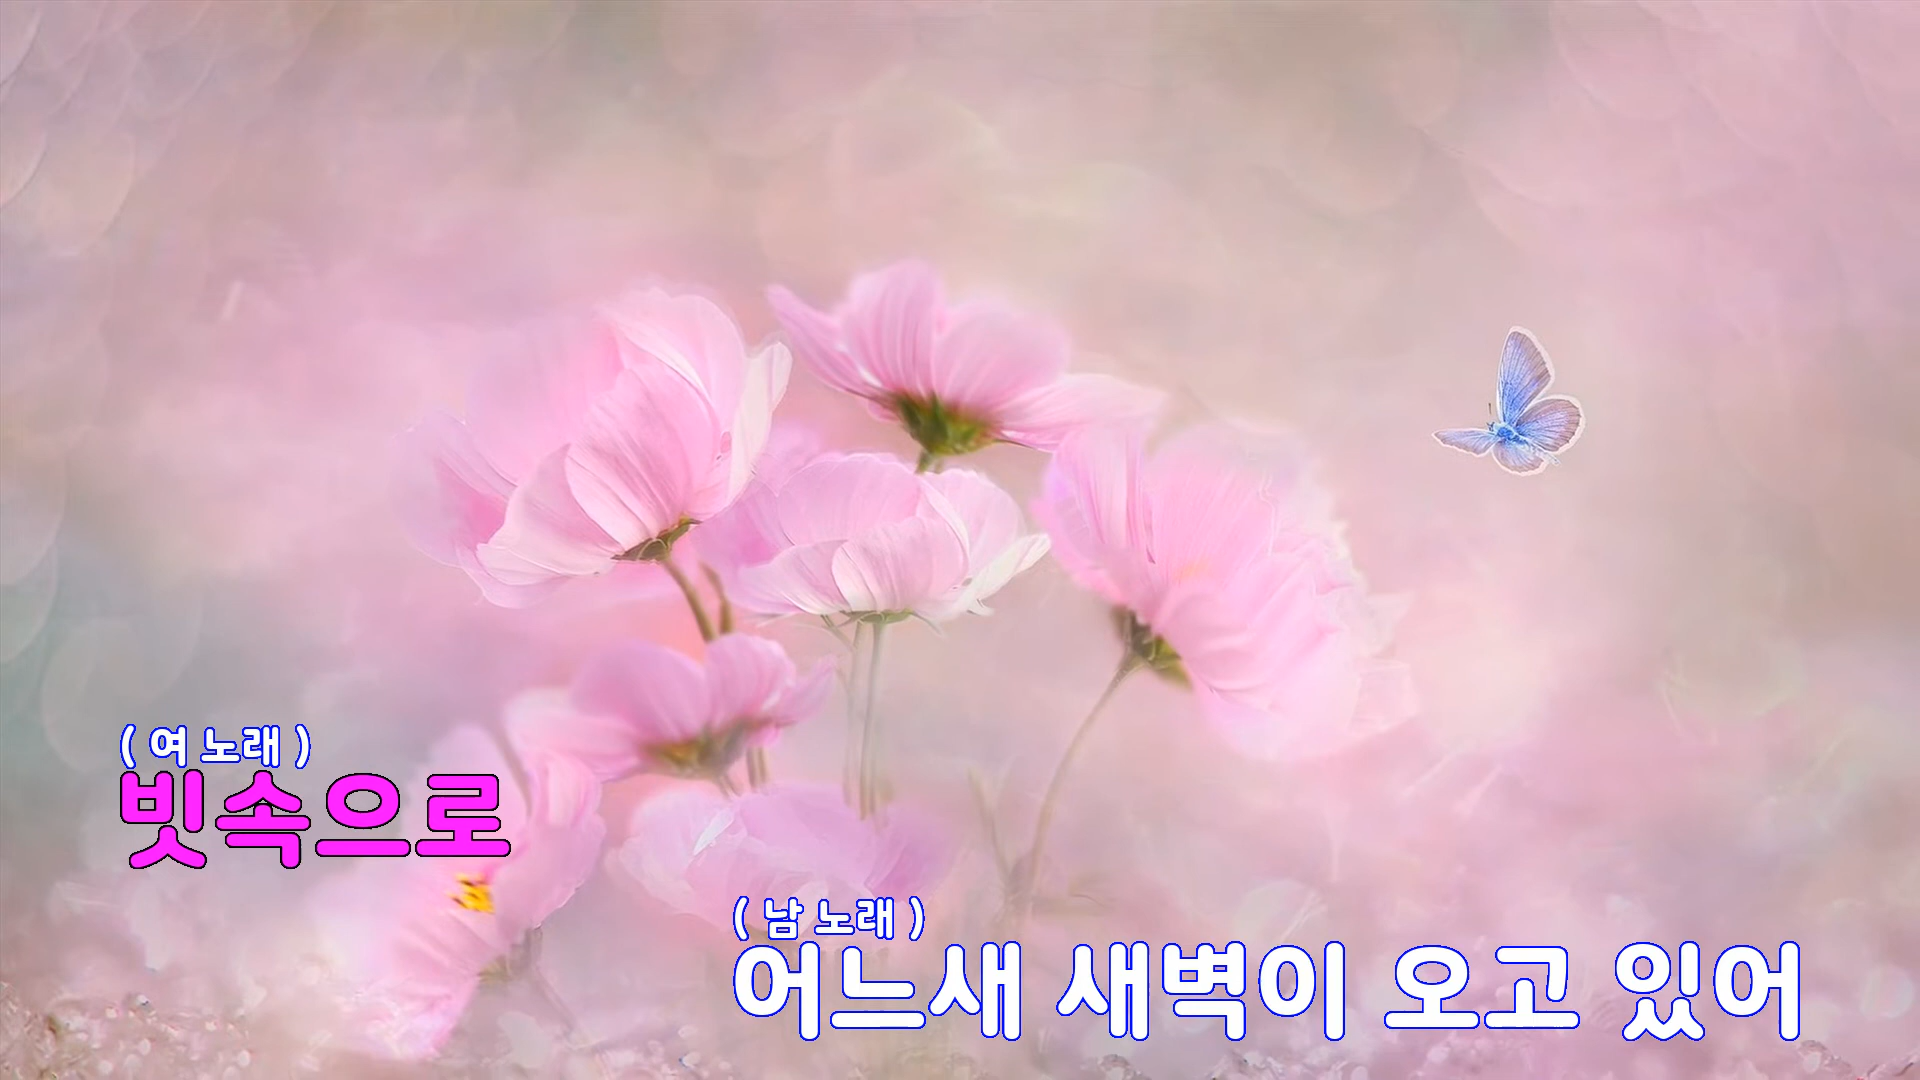 ( 여 노래 )
빗속으로
( 남 노래 )
어느새 새벽이 오고 있어